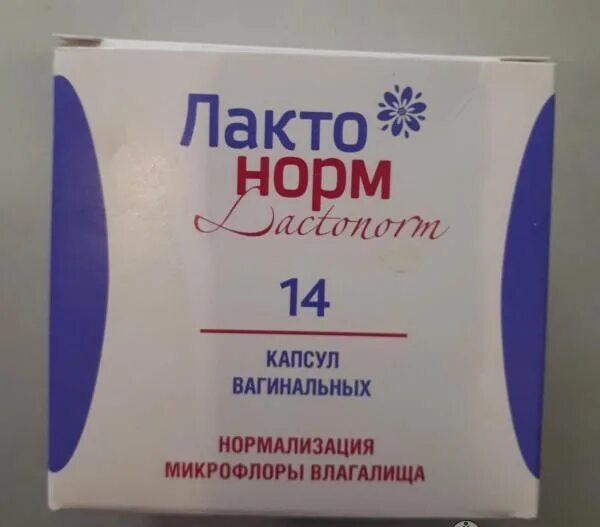 Лакто
норм
Lactonorm
14
КАПСУЛ
ВАГИНАЛЬНЫХ
НОРМАЛИЗАЦИЯ
МИКРОФЛОРЫ ВЛАГАЛИЩА